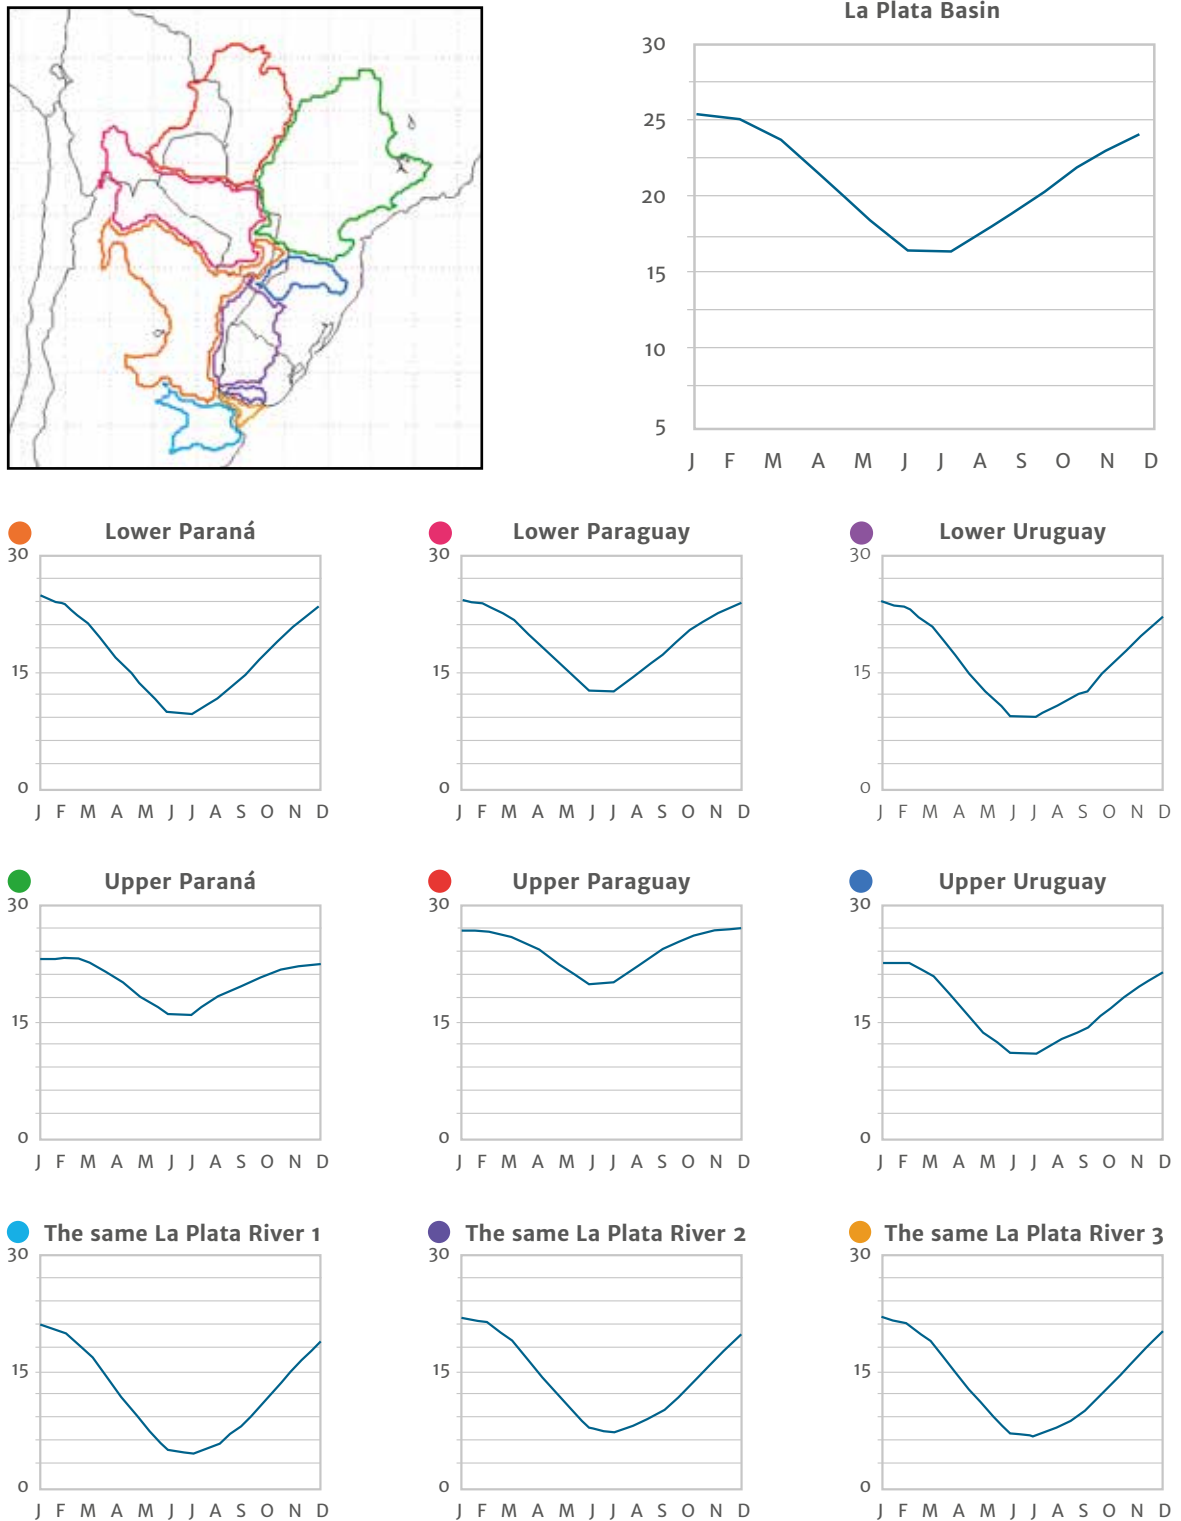 La Plata Basin
30
25
20
15
10
5
J F M A M J J A S O N D
Lower Paraná
30
15
0
J F M A M J J A S O N D
Lower Paraguay
30
15
0
J F M A M J J A S O N D
Lower Uruguay
30
15
0
J F M A M J J A S O N D
Upper Paraná
30
15
0
J F M A M J J A S O N D
Upper Paraguay
30
15
0
J F M A M J J A S O N D
Upper Uruguay
30
15
0
J F M A M J J A S O N D
The same La Plata River 1
30
15
0
J F M A M J J A S O N D
The same La Plata River 2
30
15
0
J F M A M J J A S O N D
The same La Plata River 3
30
15
0
J F M A M J J A S O N D